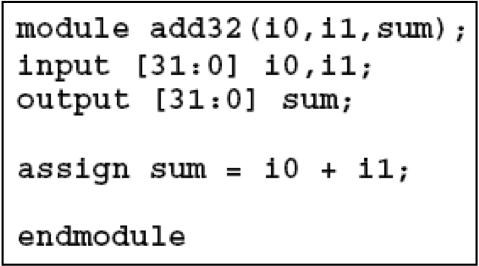 module add32(i0,i1,sum);
input [31:0] i0,i1;
output [31:0] sum;
assign sum = i0 + i1;
endmodule